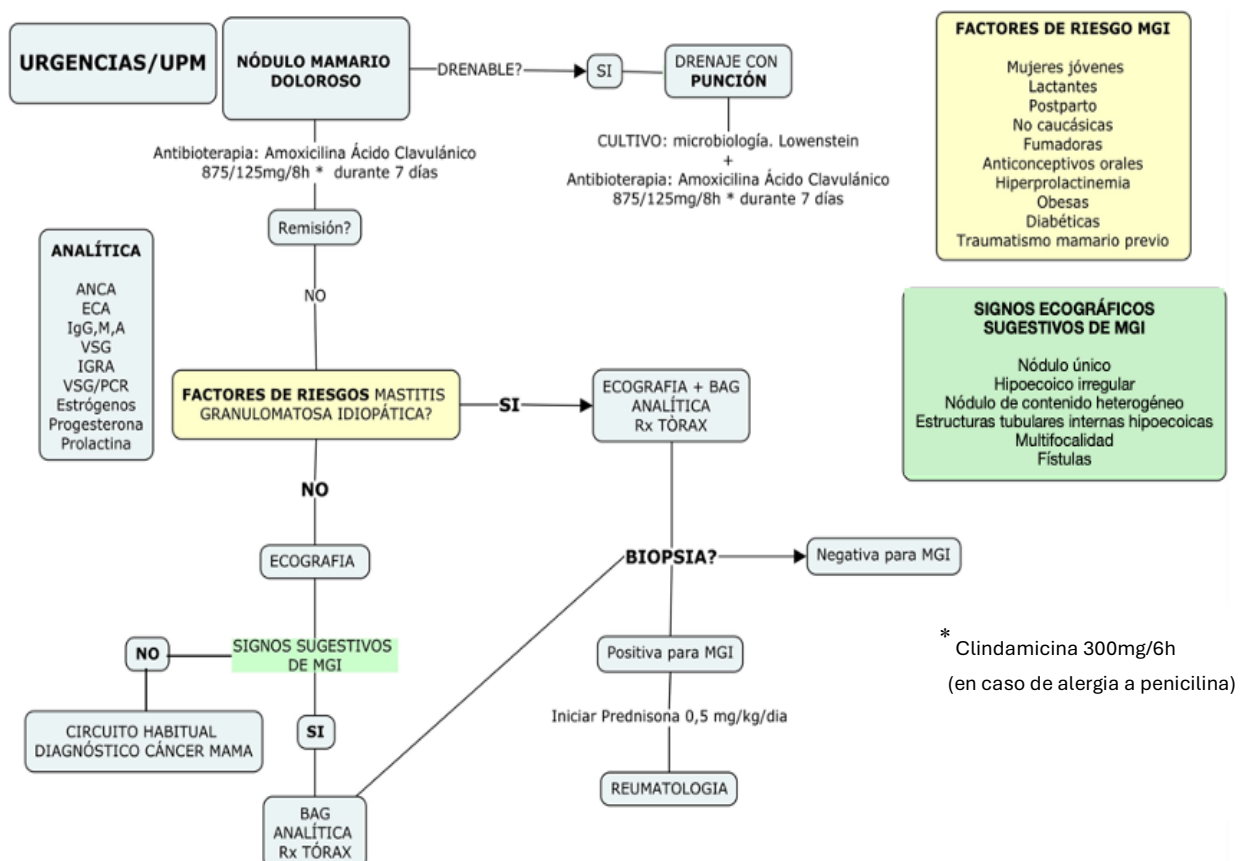 URGENCIAS/UPM
NÓDULO MAMARIO
DOLOROSO
DRENABLE?
SI
DRENAJE CON
PUNCIÓN
CULTIVO: microbiología. Lowenstein
+
Antibioterapia: Amoxicilina Ácido Clavulánico
875/125mg/8h * durante 7 días
Antibioterapia: Amoxicilina Ácido Clavulánico
875/125mg/8h * durante 7 días
Remisión?
NO
ANALÍTICA
ANCA
ECA
IgG,M,A
VSG
IGRA
VSG/PCR
Estrógenos
Progesterona
Prolactina
FACTORES DE RIESGOS MASTITIS
GRANULOMATOSA IDIOPÁTICA?
SI
ECOGRAFIA + BAG
ANALÍTICA
Rx TÒRAX
NO
ECOGRAFIA
SIGNOS SUGESTIVOS
DE MGI
NO
CIRCUITO HABITUAL
DIAGNÓSTICO CÁNCER MAMA
SI
BAG
ANALÍTICA
Rx TÓRAX
BIOPSIA?
Negativa para MGI
Positiva para MGI
Iniciar Prednisona 0,5 mg/kg/dia
REUMATOLOGIA
FACTORES DE RIESGO MGI
Mujeres jóvenes
Lactantes
Postparto
No caucásicas
Fumadoras
Anticonceptivos orales
Hiperprolactinemia
Obesas
Diabéticas
Traumatismo mamario previo
SIGNOS ECOGRÁFICOS
SUGESTIVOS DE MGI
Nódulo único
Hipoecoico irregular
Nódulo de contenido heterogéneo
Estructuras tubulares internas hipoecoicas
Multifocalidad
Fístulas
* Clindamicina 300mg/6h
(en caso de alergia a penicilina)